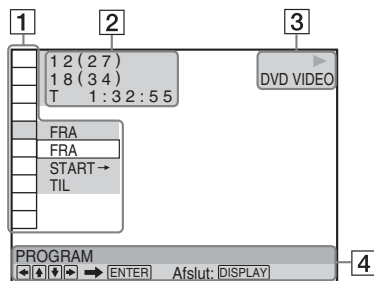 1
2
3
12(27)
18(34)
T 1:32:55
DVD VIDEO
FRA
FRA
START→
TIL
PROGRAM
ENTER Afslut: DISPLAY
4